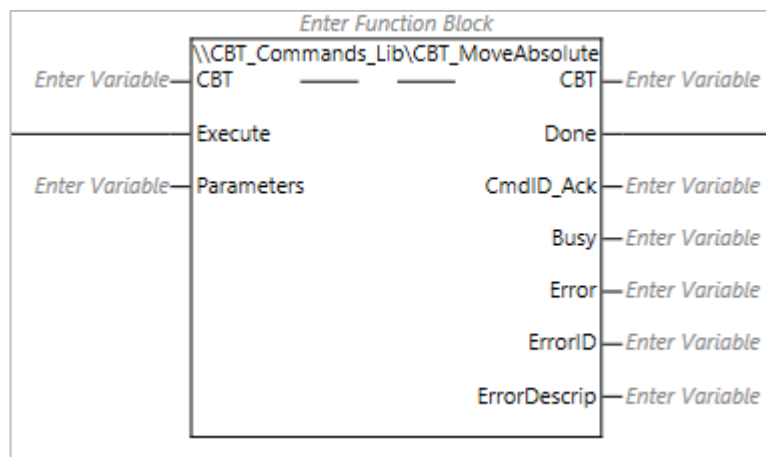 Enter Function Block
\\CBT_Commands_Lib\CBT_MoveAbsolute
Enter Variable CBT CBT Enter Variable
Execute Done
Enter Variable Parameters CmdID_Ack Enter Variable
Busy Enter Variable
Error Enter Variable
ErrorID Enter Variable
ErrorDescrip Enter Variable